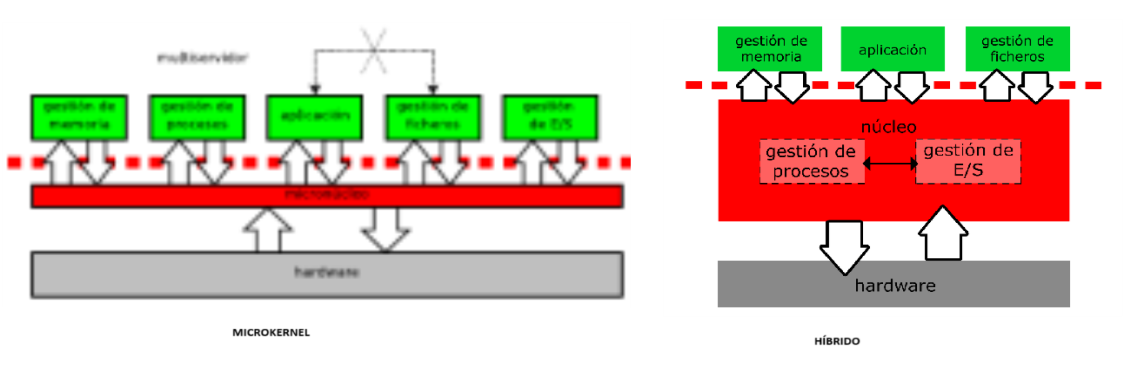 multiservidor
gestión de
memoria
gestión de
procesos
aplicación
gestión de
ficheros
gestión
de E/S
micronúcleo
hardware
MICROKERNEL
gestión de
memoria
aplicación
gestión de
ficheros
núcleo
gestión de
procesos
gestión de
E/S
hardware
HÍBRIDO